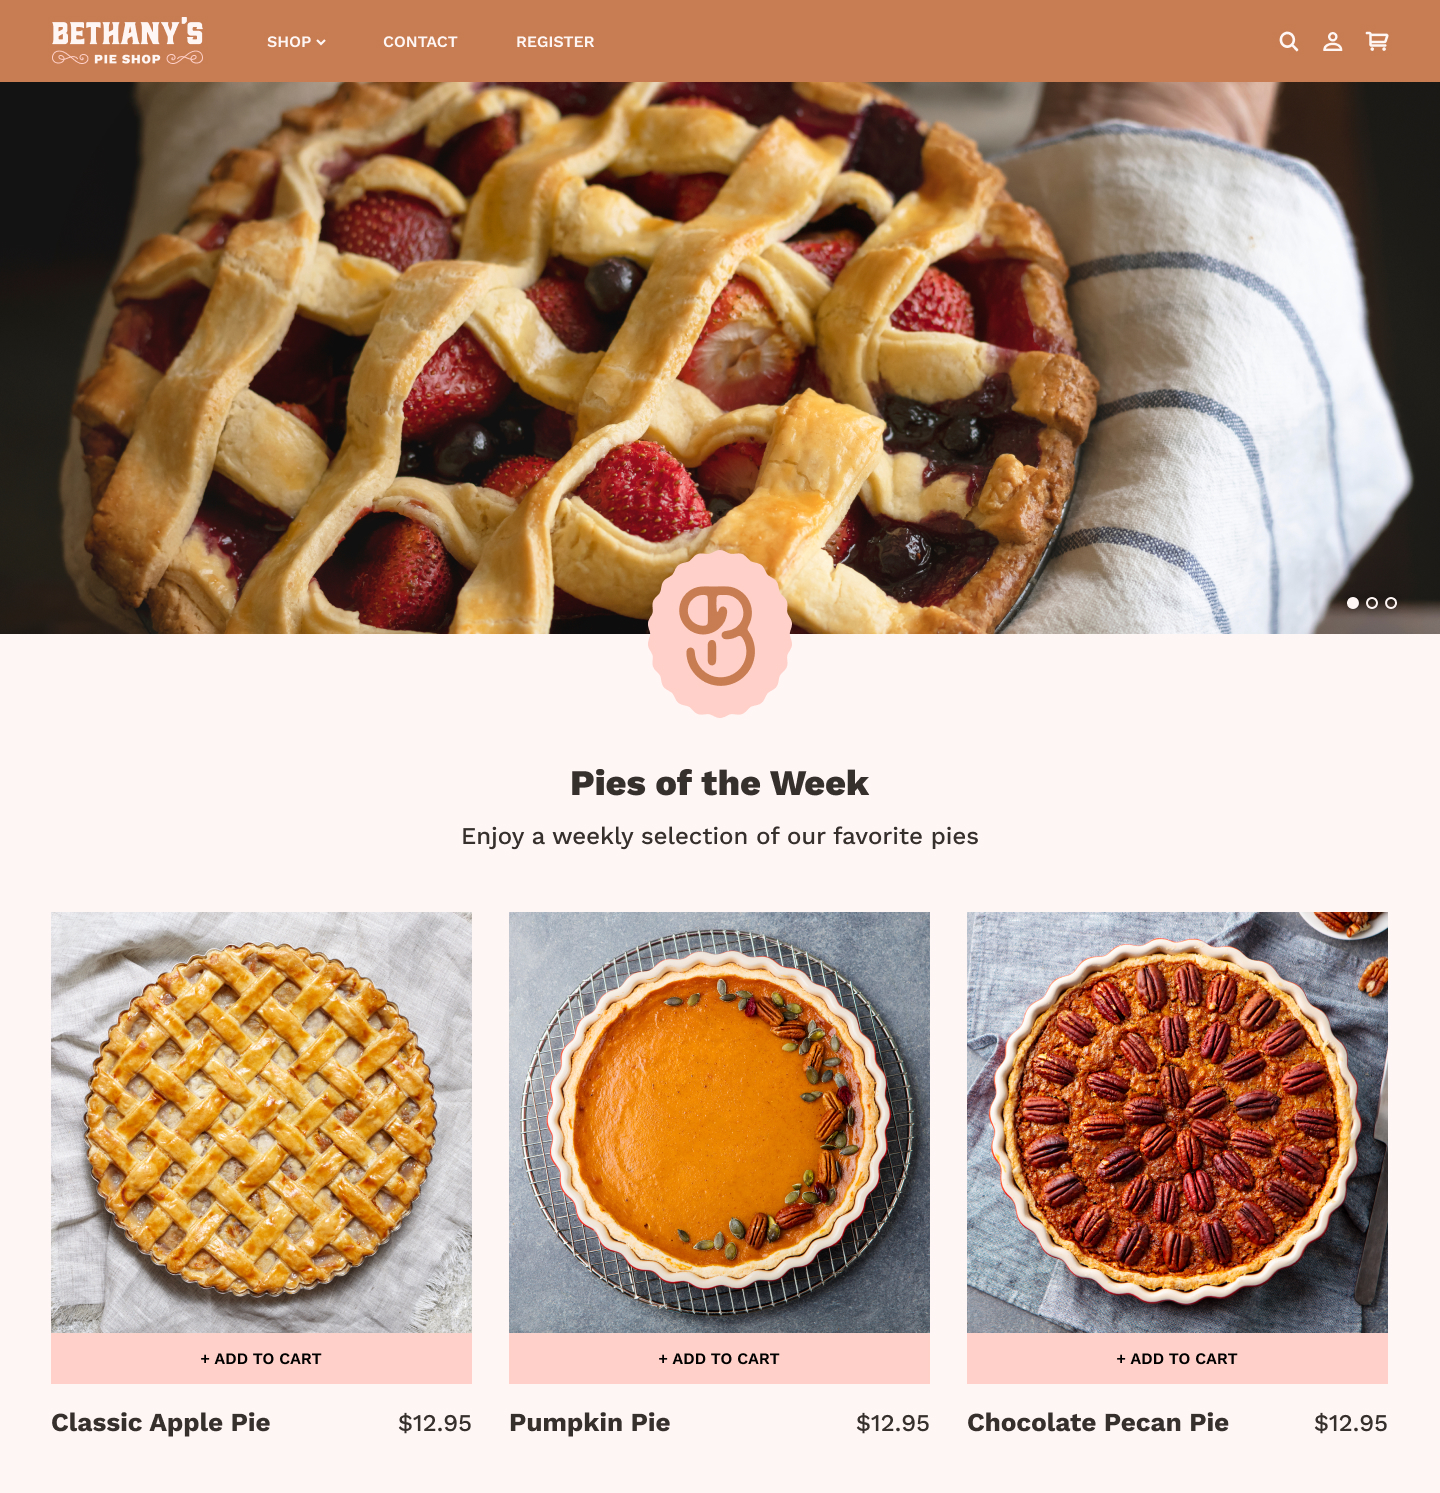 BETHANY'S
PIE SHOP
SHOP
CONTACT
REGISTER
B
Pies of the Week
Enjoy a weekly selection of our favorite pies
+ ADD TO CART
+ ADD TO CART
+ ADD TO CART
Classic Apple Pie
$12.95
Pumpkin Pie
$12.95
Chocolate Pecan Pie
$12.95